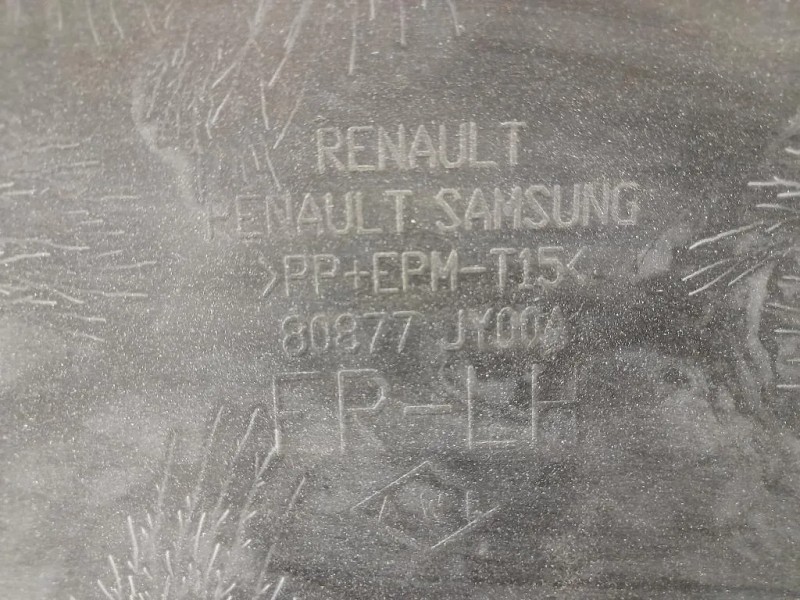 RENAULT
RENAULT SAMSUNG
>PP+EPM-T15<
80877 JY00A
FR-LH